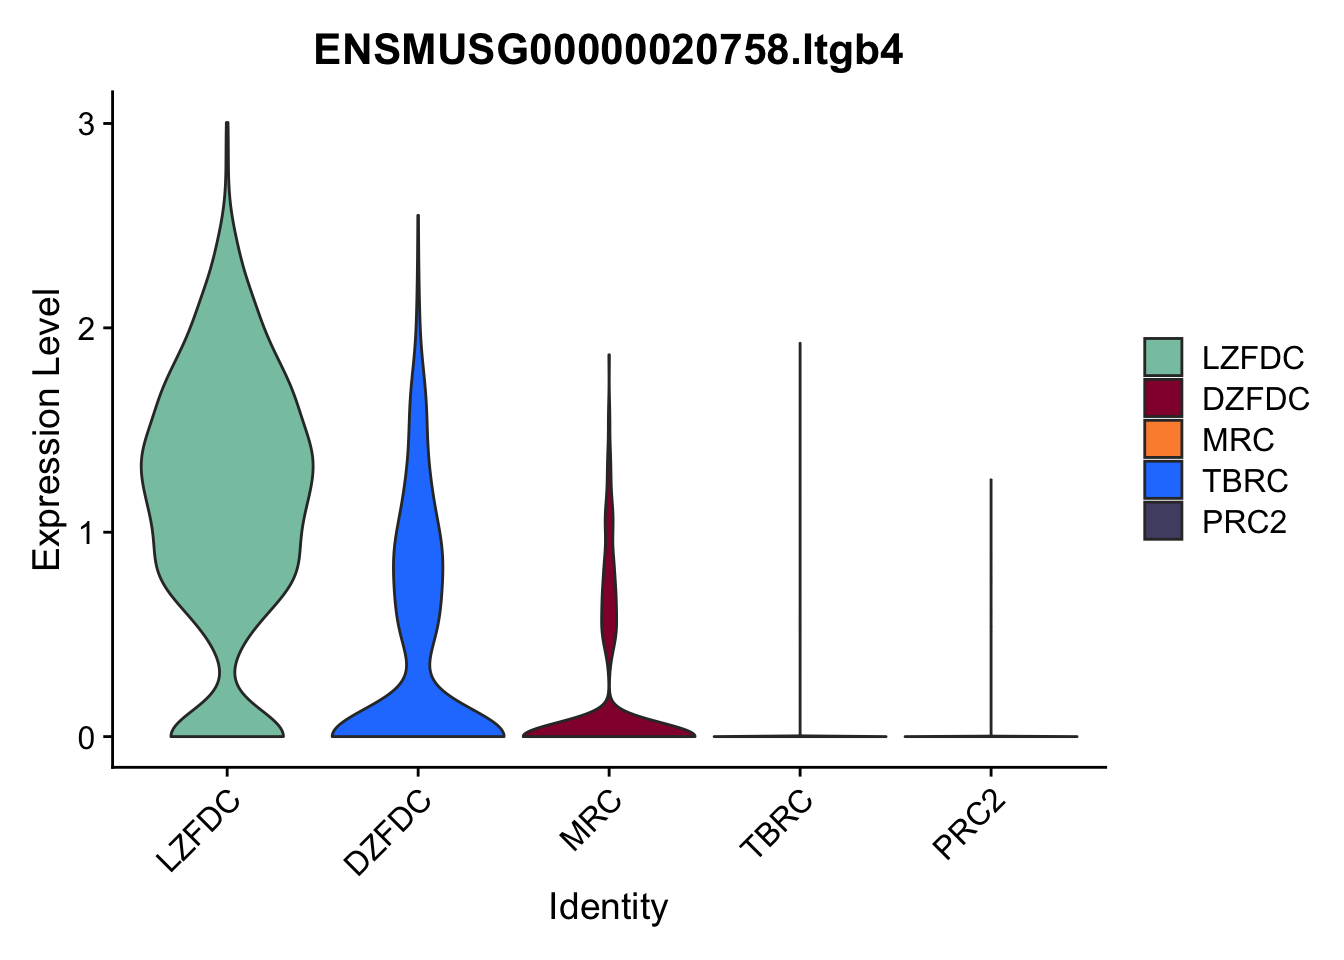 ENSMUSG00000020758.Itgb4
Expression Level
3
2
1
0
LZFDC
DZFDC
MRC
TBRC
PRC2
Identity
LZFDC
DZFDC
MRC
TBRC
PRC2